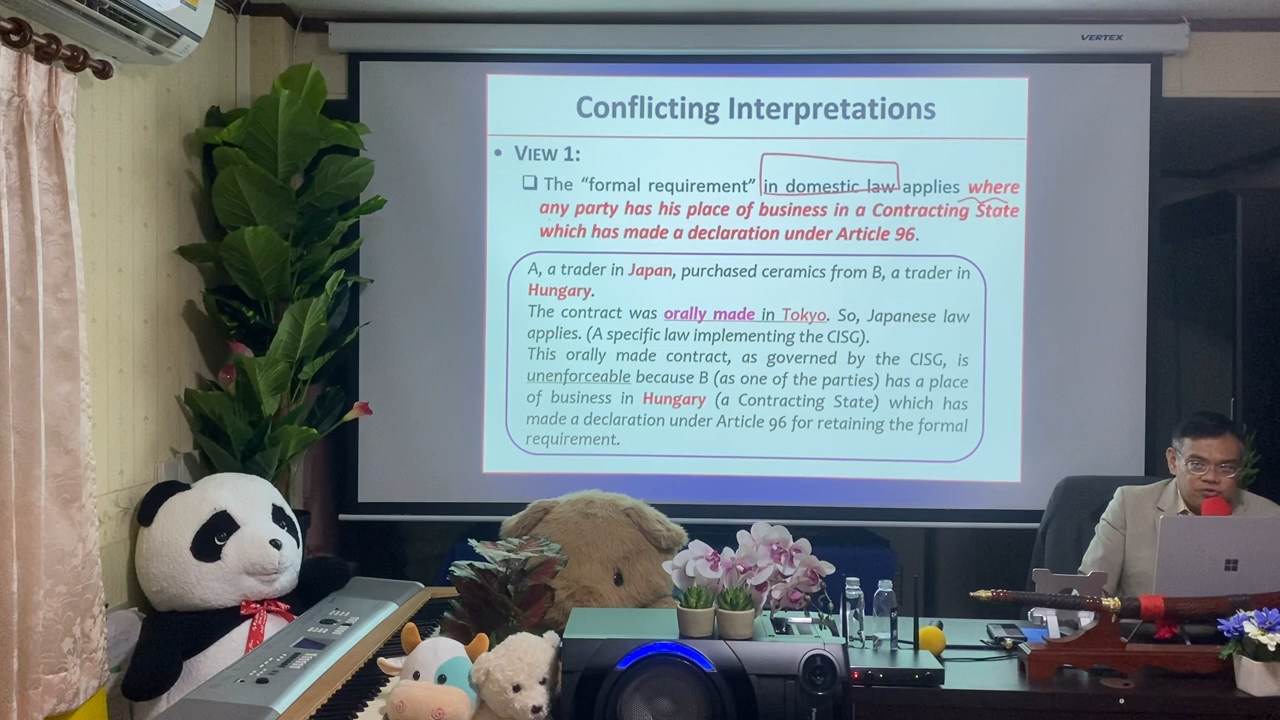 VERTEX
Conflicting Interpretations
• VIEW 1:
❑ The “formal requirement” in domestic law applies where
any party has his place of business in a Contracting State
which has made a declaration under Article 96.
A, a trader in Japan, purchased ceramics from B, a trader in
Hungary.
The contract was orally made in Tokyo. So, Japanese law
applies. (A specific law implementing the CISG).
This orally made contract, as governed by the CISG, is
unenforceable because B (as one of the parties) has a place
of business in Hungary (a Contracting State) which has
made a declaration under Article 96 for retaining the formal
requirement.